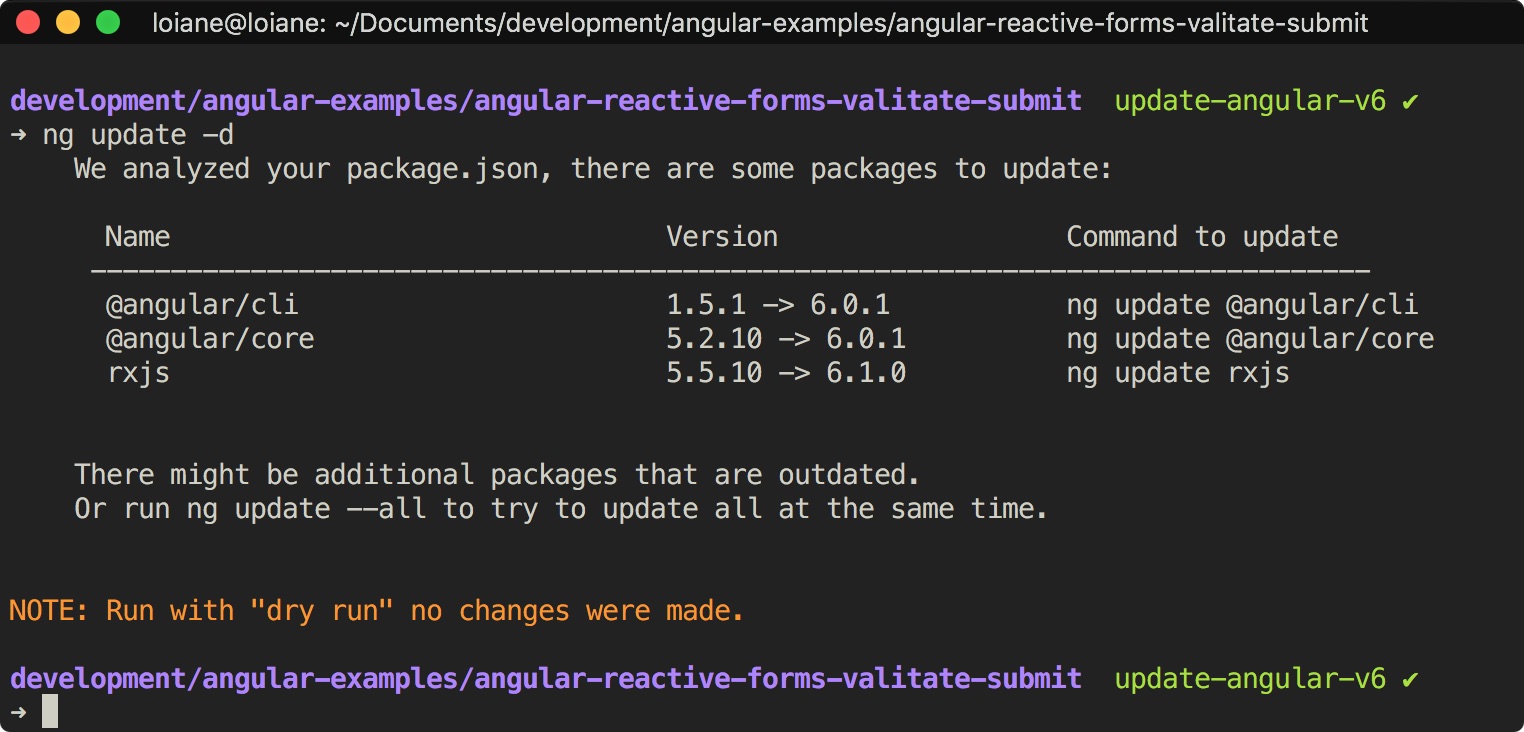 loiane@loiane: ~/Documents/development/angular-examples/angular-reactive-forms-valitate-submit
development/angular-examples/angular-reactive-forms-valitate-submit  update-angular-v6 ✔
➜ ng update -d
    We analyzed your package.json, there are some packages to update:
      Name                               Version                  Command to update
     --------------------------------------------------------------------------------
      @angular/cli                       1.5.1 -> 6.0.1           ng update @angular/cli
      @angular/core                      5.2.10 -> 6.0.1          ng update @angular/core
      rxjs                               5.5.10 -> 6.1.0          ng update rxjs
    There might be additional packages that are outdated.
    Or run ng update --all to try to update all at the same time.
NOTE: Run with "dry run" no changes were made.
development/angular-examples/angular-reactive-forms-valitate-submit  update-angular-v6 ✔
➜